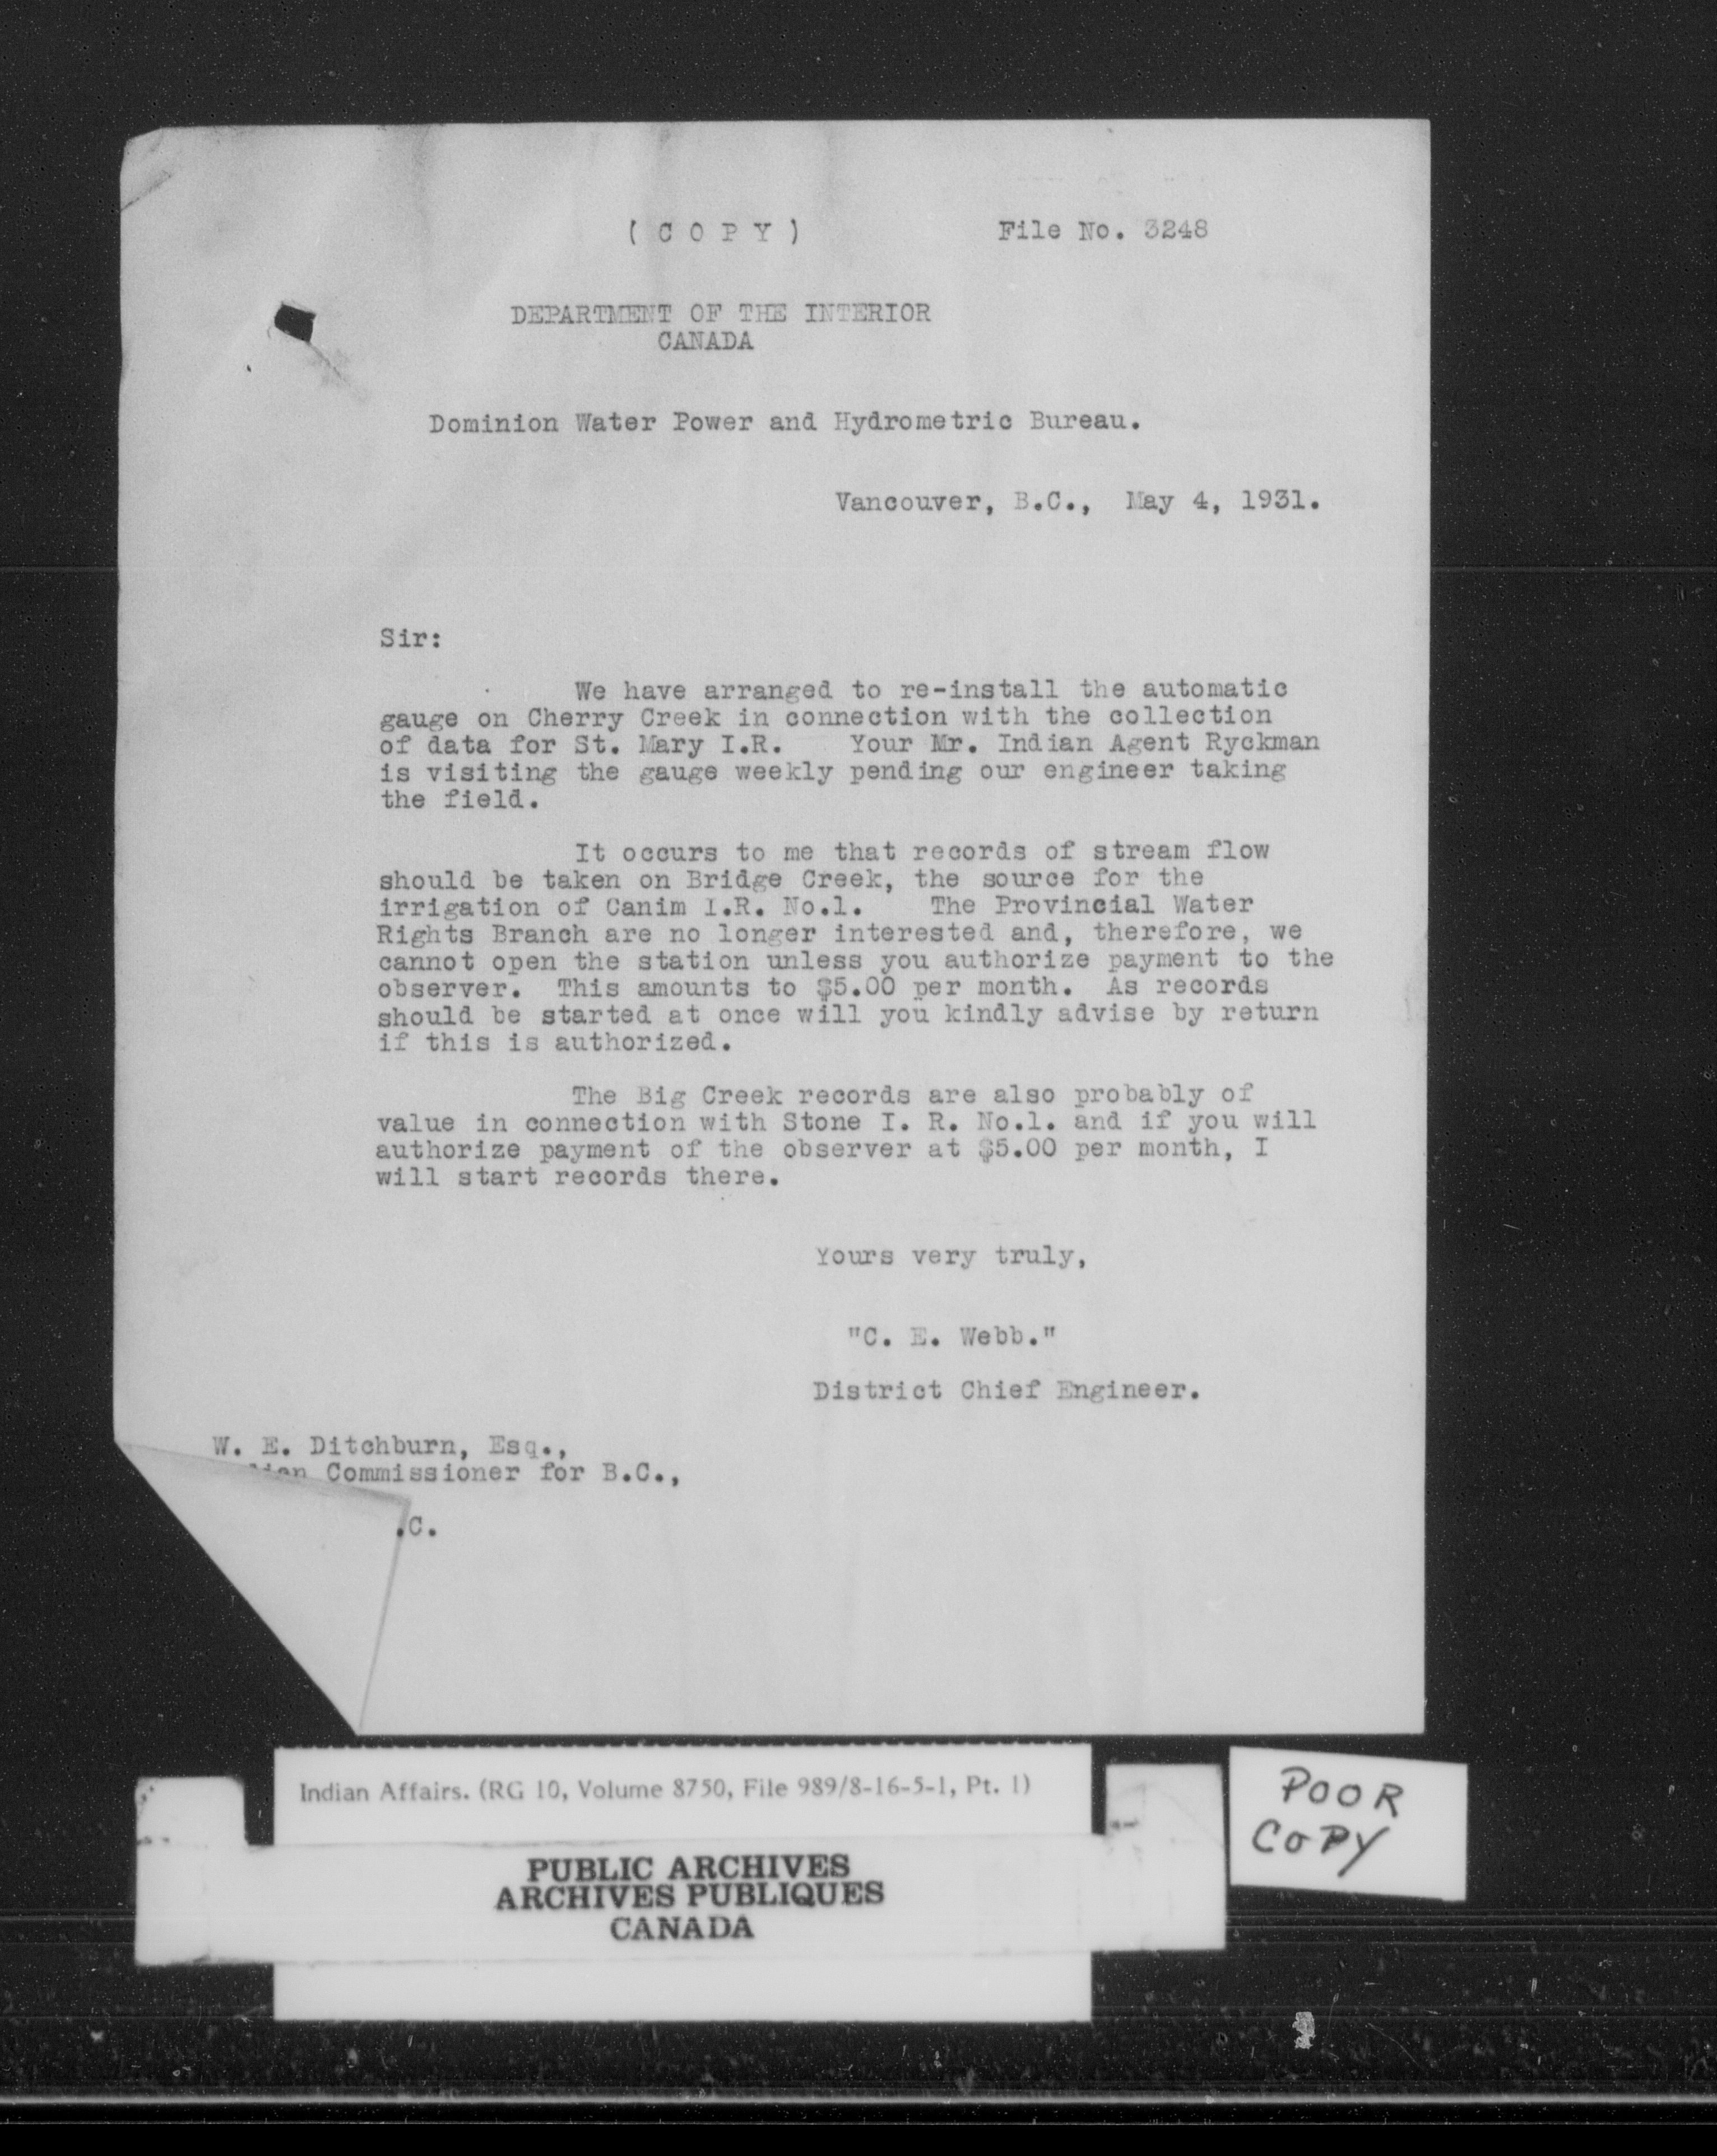 ( C O P Y )
File No. 3248
DEPARTMENT OF THE INTERIOR
CANADA
Dominion Water Power and Hydrometric Bureau.
Vancouver, B.C., May 4, 1931.
Sir:
We have arranged to re-install the automatic
gauge on Cherry Creek in connection with the collection
of data for St. Mary I.R. Your Mr. Indian Agent Ryckman
is visiting the gauge weekly pending our engineer taking
the field.
It occurs to me that records of stream flow
should be taken on Bridge Creek, the source for the
irrigation of Canim I.R. No.1. The Provincial Water
Rights Branch are no longer interested and, therefore, we
cannot open the station unless you authorize payment to the
observer. This amounts to $5.00 per month. As records
should be started at once will you kindly advise by return
if this is authorized.
The Big Creek records are also probably of
value in connection with Stone I. R. No.1. and if you will
authorize payment of the observer at $5.00 per month, I
will start records there.
Yours very truly,
"C. E. Webb."
District Chief Engineer.
W. E. Ditchburn, Esq.,
Commissioner for B.C.,
.C.
Indian Affairs. (RG 10, Volume 8750, File 989/8-16-5-1, Pt. 1)
PUBLIC ARCHIVES
ARCHIVES PUBLIQUES
CANADA
POOR
COPY